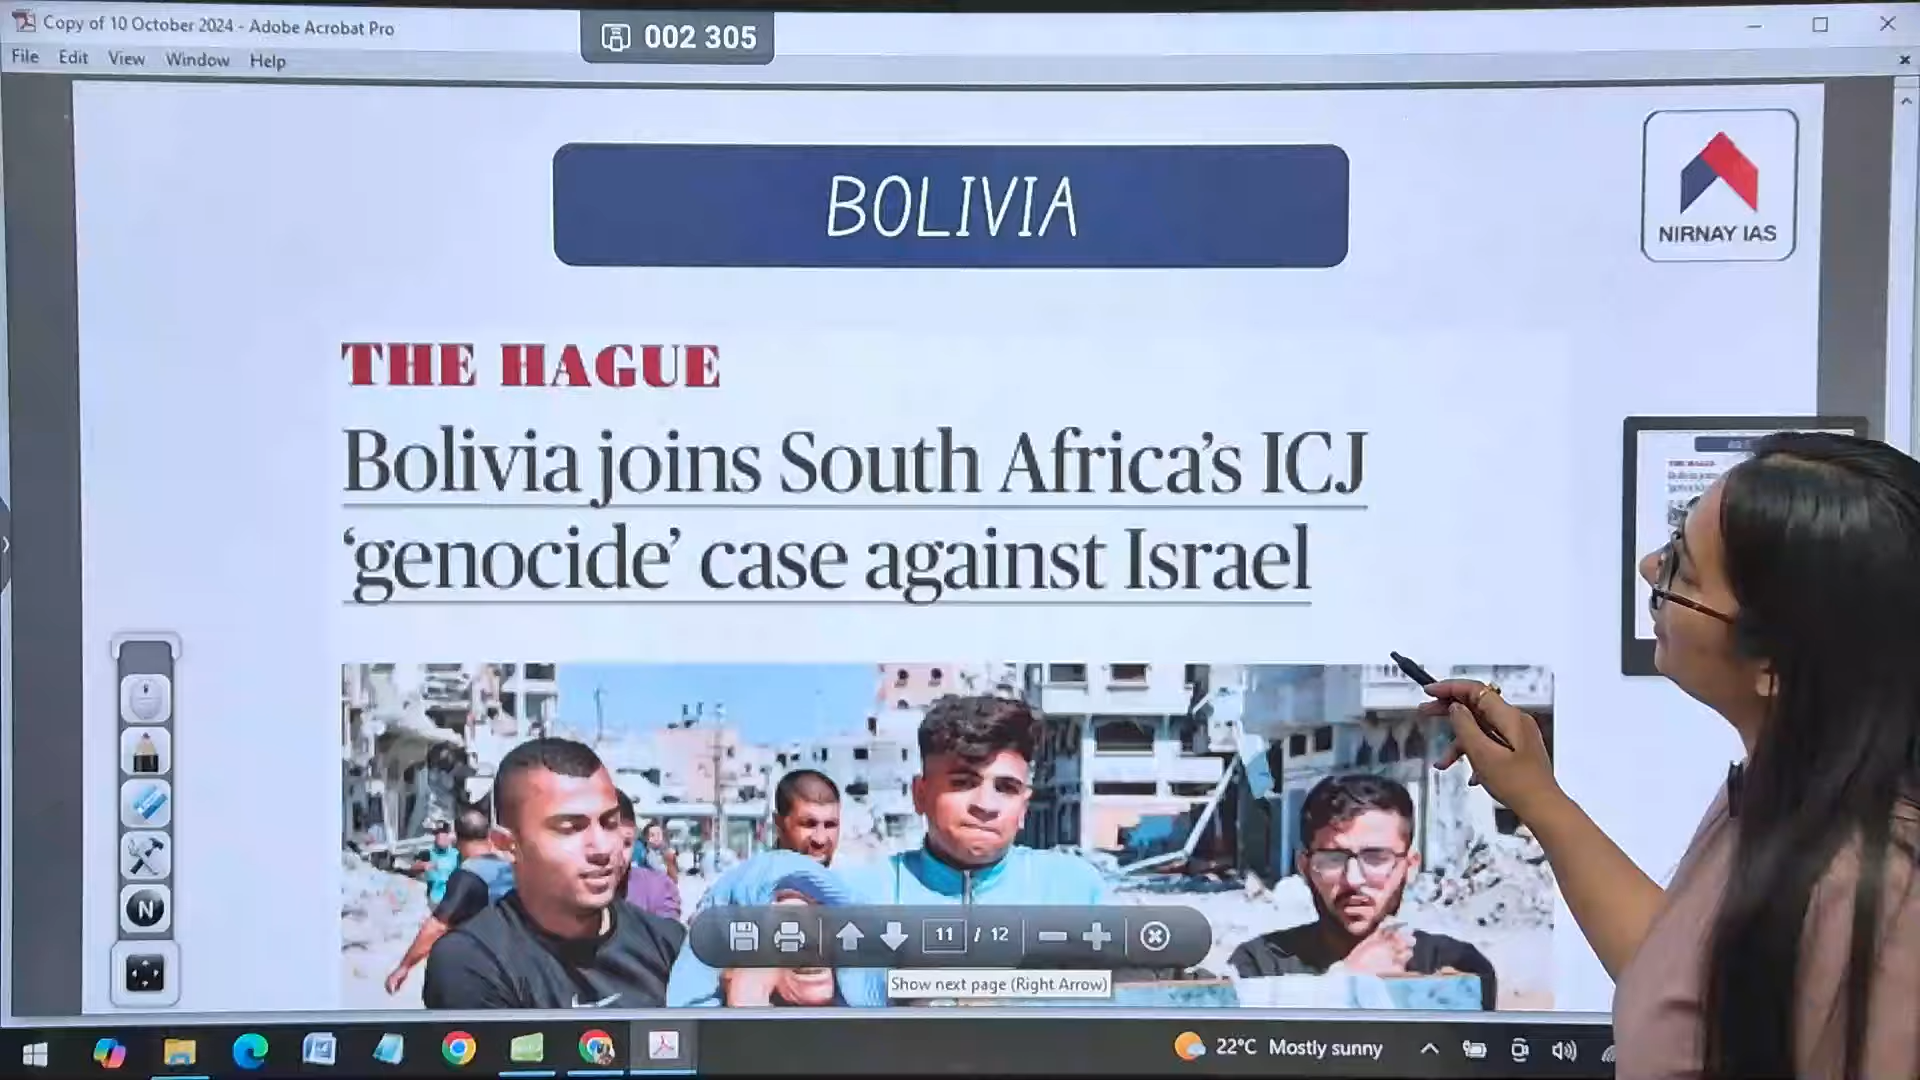 Copy of 10 October 2024 - Adobe Acrobat Pro
002 305
File Edit View Window Help
BOLIVIA
NIRNAY IAS
THE HAGUE
Bolivia joins South Africa's ICJ
'genocide' case against Israel
N
11 / 12
Show next page (Right Arrow)
22°C Mostly sunny